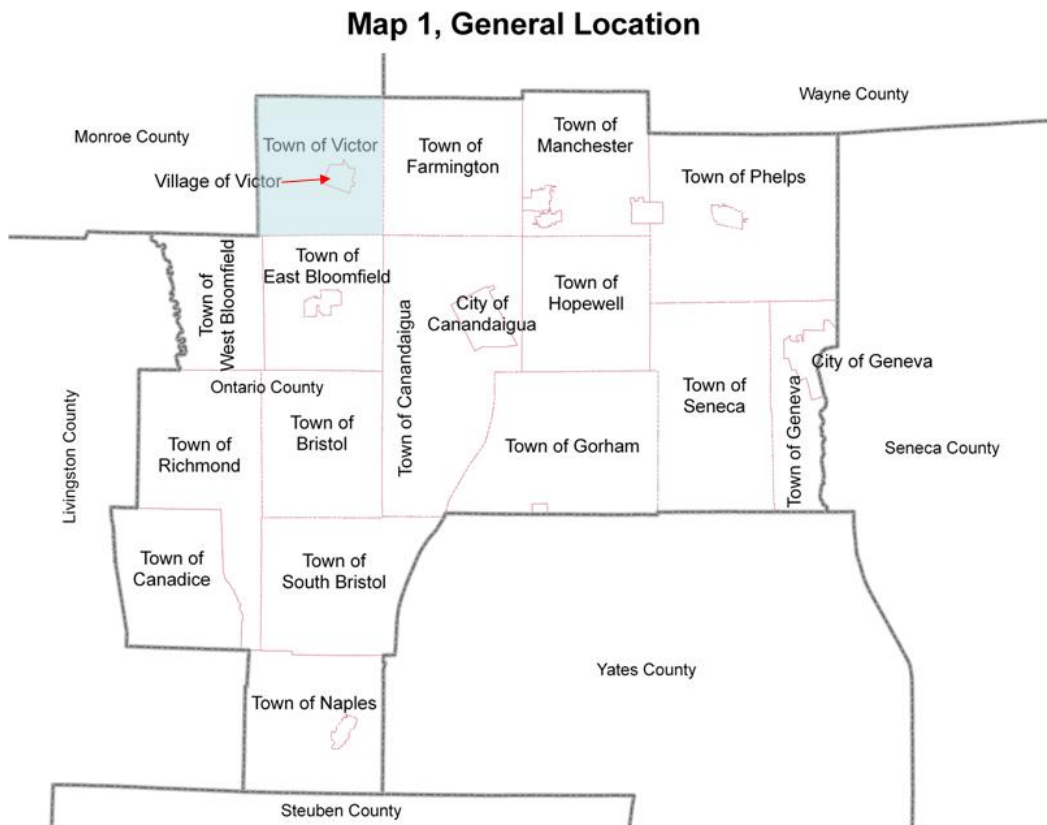 Map 1, General Location
Wayne County
Monroe County
Town of Victor
Village of Victor
Town of
Farmington
Town of
Manchester
Town of Phelps
Town of
West Bloomfield
Town of
East Bloomfield
Town of Canandaigua
City of
Canandaigua
Town of
Hopewell
City of Geneva
Ontario County
Livingston County
Town of
Richmond
Town of
Bristol
Town of Gorham
Town of
Seneca
Town of Geneva
Seneca County
Town of
Canadice
Town of
South Bristol
Yates County
Town of Naples
Steuben County